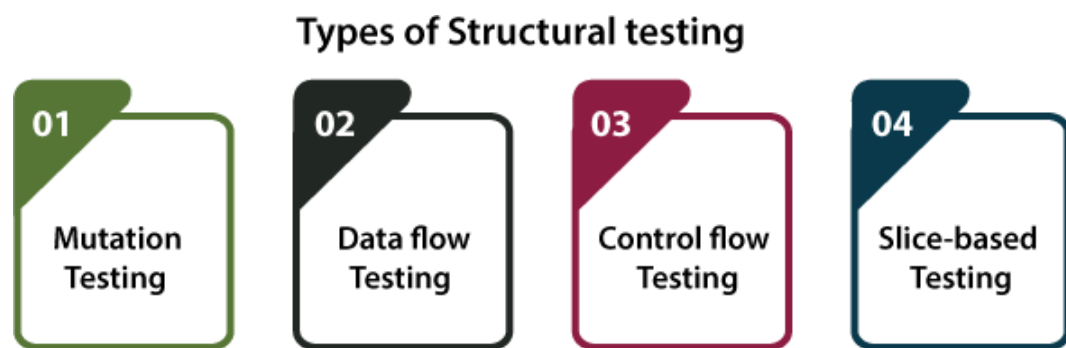 Types of Structural testing
01
Mutation
Testing
02
Data flow
Testing
03
Control flow
Testing
04
Slice-based
Testing